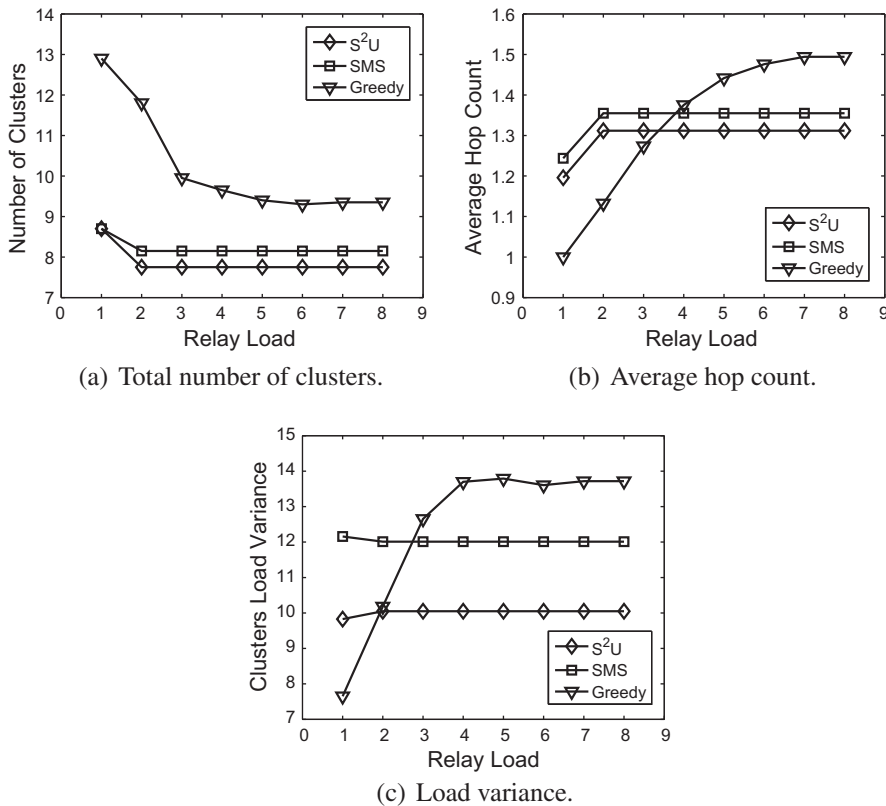 14
13
12
11
10
9
8
7
0 1 2 3 4 5 6 7 8 9
Number of Clusters
Relay Load
S²U
SMS
Greedy
(a) Total number of clusters.
1.6
1.5
1.4
1.3
1.2
1.1
1
0.9
0 1 2 3 4 5 6 7 8 9
Average Hop Count
Relay Load
S²U
SMS
Greedy
(b) Average hop count.
15
14
13
12
11
10
9
8
7
0 1 2 3 4 5 6 7 8 9
Clusters Load Variance
Relay Load
S²U
SMS
Greedy
(c) Load variance.